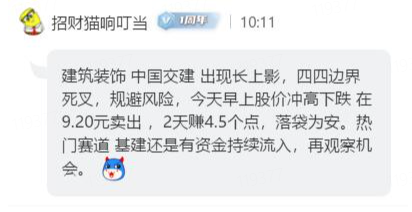 招财猫响叮当 1周年 10:11
建筑装饰 中国交建 出现长上影，四四边界
死叉，规避风险，今天早上股价冲高下跌 在
9.20元卖出 ，2天赚4.5个点，落袋为安。热
门赛道 基建还是有资金持续流入，再观察机
会。